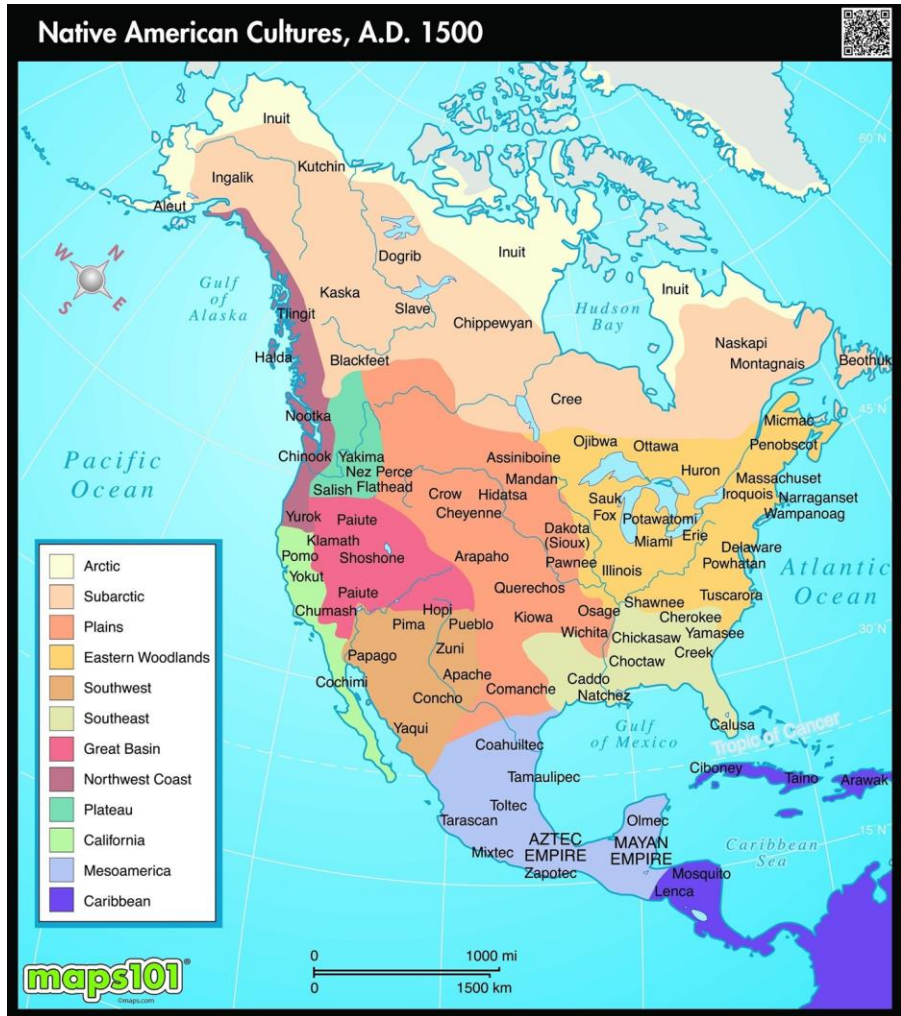 Native American Cultures, A.D. 1500
60˚N
Inuit
Kutchin
Ingalik
Aleut
Dogrib
Inuit
W
N
S
E
Gulf
of
Alaska
Kaska
Slave
Tlingit
Chippewyan
Hudson
Bay
Inuit
Naskapi
Montagnais
Beothuk
Halda
Blackfeet
Cree
45˚N
Nootka
Micmac
Ojibwa
Ottawa
Penobscot
Pacific
Ocean
Chinook
Yakima
Nez Perce
Salish
Flathead
Assiniboine
Mandan
Hidatsa
Crow
Cheyenne
Huron
Massachuset
Iroquois
Narraganset
Wampanoag
Sauk
Fox
Potawatomi
Yurok
Paiute
Klamath
Pomo
Shoshone
Arapaho
Dakota
(Sioux)
Pawnee
Miami
Erie
Illinois
Delaware
Powhatan
Atlantic
Ocean
Yokut
Paiute
Chumash
Querechos
Tuscarora
Hopi
Pima
Pueblo
Kiowa
Osage
Shawnee
Cherokee
30˚N
Wichita
Chickasaw
Yamasee
Creek
Choctaw
Papago
Zuni
Apache
Cochimi
Concho
Comanche
Caddo
Natchez
Yaqui
Coahuiltec
Gulf
of Mexico
Calusa
Tropic of Cancer
Ciboney
Taino
Arawak
Tamaulipec
Toltec
Tarascan
Olmec
15˚N
AZTEC
EMPIRE
MAYAN
EMPIRE
Mixtec
Zapotec
Caribbean
Sea
Mosquito
Lenca
Arctic
Subarctic
Plains
Eastern Woodlands
Southwest
Southeast
Great Basin
Northwest Coast
Plateau
California
Mesoamerica
Caribbean
0 1000 mi
0 1500 km
maps101®
©maps.com